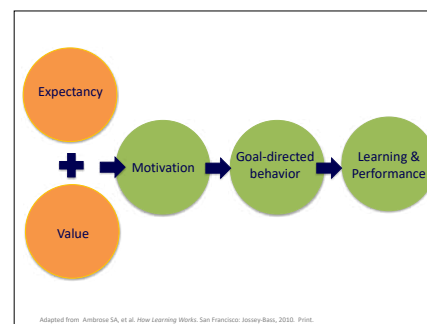 Expectancy
Value
Motivation
Goal-directed
behavior
Learning &
Performance
Adapted from Ambrose SA, et al. How Learning Works. San Francisco: Jossey-Bass, 2010. Print.